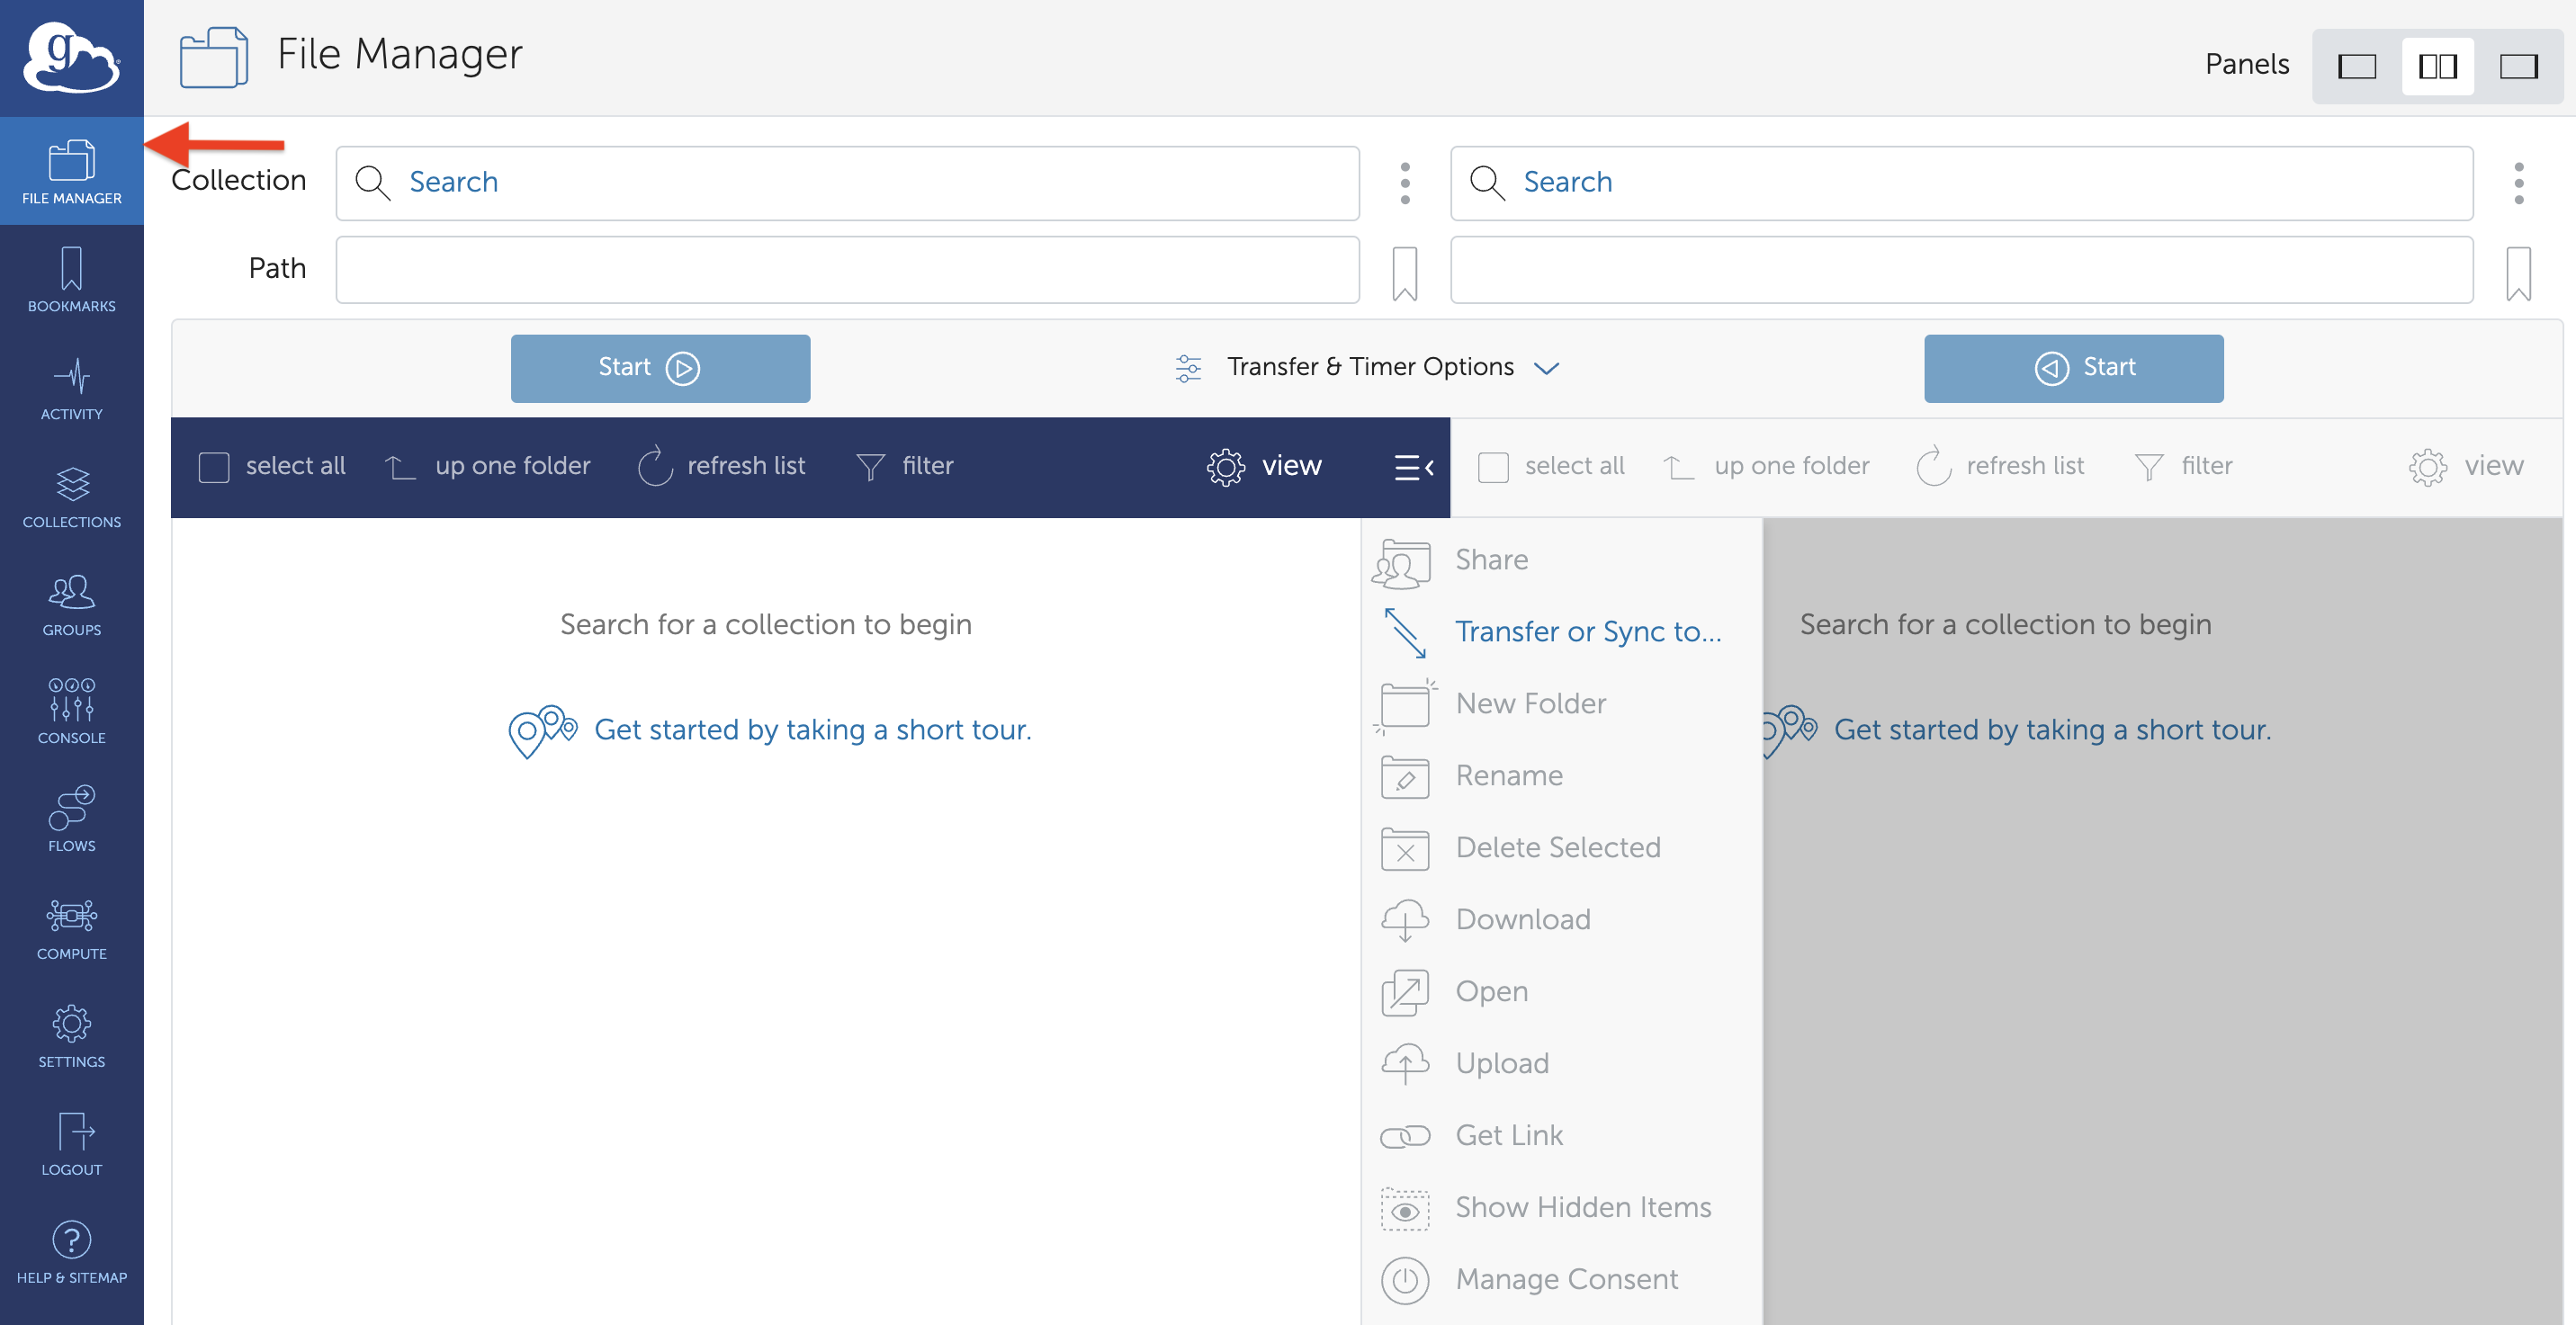 g
File Manager
Panels
FILE MANAGER
BOOKMARKS
ACTIVITY
COLLECTIONS
GROUPS
CONSOLE
FLOWS
COMPUTE
SETTINGS
LOGOUT
HELP & SITEMAP
Collection
Search
Search
Path
Start
Transfer & Timer Options
Start
select all
up one folder
refresh list
filter
view
select all
up one folder
refresh list
filter
view
Search for a collection to begin
Get started by taking a short tour.
Share
Transfer or Sync to...
New Folder
Rename
Delete Selected
Download
Open
Upload
Get Link
Show Hidden Items
Manage Consent
Search for a collection to begin
Get started by taking a short tour.